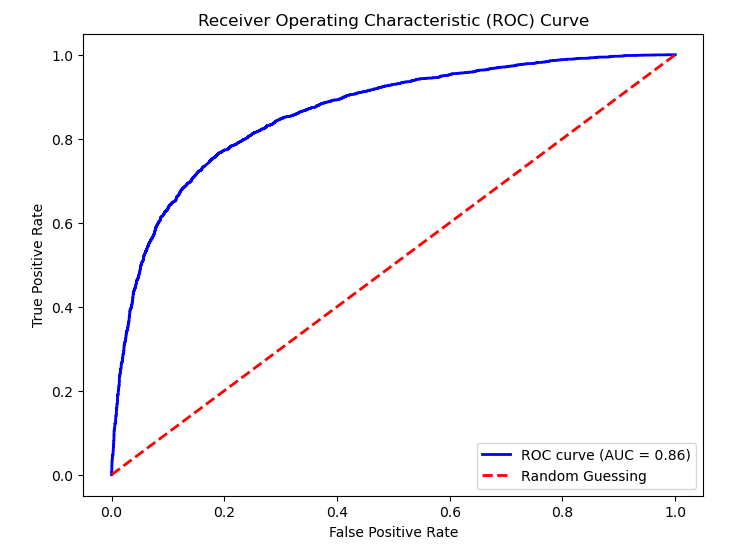 Receiver Operating Characteristic (ROC) Curve
1.0
0.8
0.6
0.4
0.2
0.0
True Positive Rate
ROC curve (AUC = 0.86)
Random Guessing
0.0 0.2 0.4 0.6 0.8 1.0
False Positive Rate